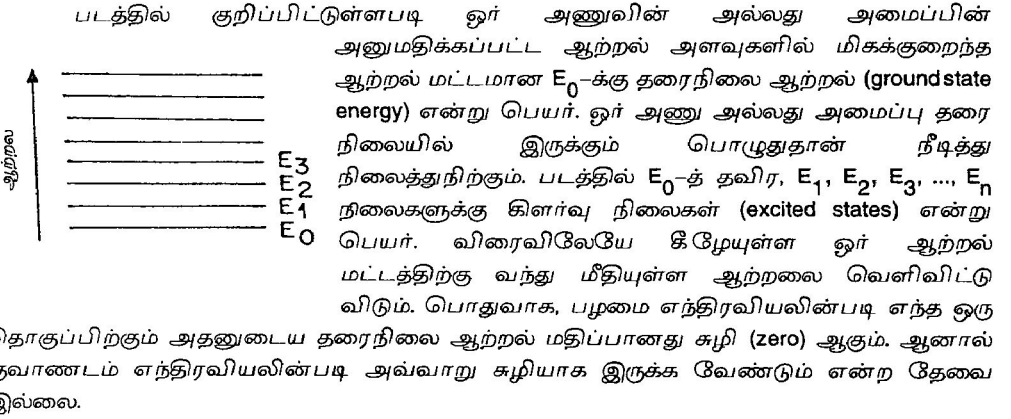 படத்தில் குறிப்பிட்டுள்ளபடி ஓர் அணுவின் அல்லது அமைப்பின்
அனுமதிக்கப்பட்ட ஆற்றல் அளவுகளில் மிகக்குறைந்த
ஆற்றல் மட்டமான E₀-க்கு தரைநிலை ஆற்றல் (ground state
energy) என்று பெயர். ஓர் அணு அல்லது அமைப்பு தரை
நிலையில் இருக்கும் பொழுதுதான் நீடித்து
நிலைத்துநிற்கும். படத்தில் E₀-த் தவிர, E₁, E₂, E₃, ..., Eₙ
நிலைகளுக்கு கிளர்வு நிலைகள் (excited states) என்று
பெயர். விரைவிலேயே கீழேயுள்ள ஓர் ஆற்றல்
மட்டத்திற்கு வந்து மீதியுள்ள ஆற்றலை வெளிவிட்டு
விடும். பொதுவாக, பழமை எந்திரவியலின்படி எந்த ஒரு
தொகுப்பிற்கும் அதனுடைய தரைநிலை ஆற்றல் மதிப்பானது சுழி (zero) ஆகும். ஆனால்
குவாண்டம் எந்திரவியலின்படி அவ்வாறு சுழியாக இருக்க வேண்டும் என்ற தேவை
இல்லை.
ஆற்றல
E₃
E₂
E₁
E₀